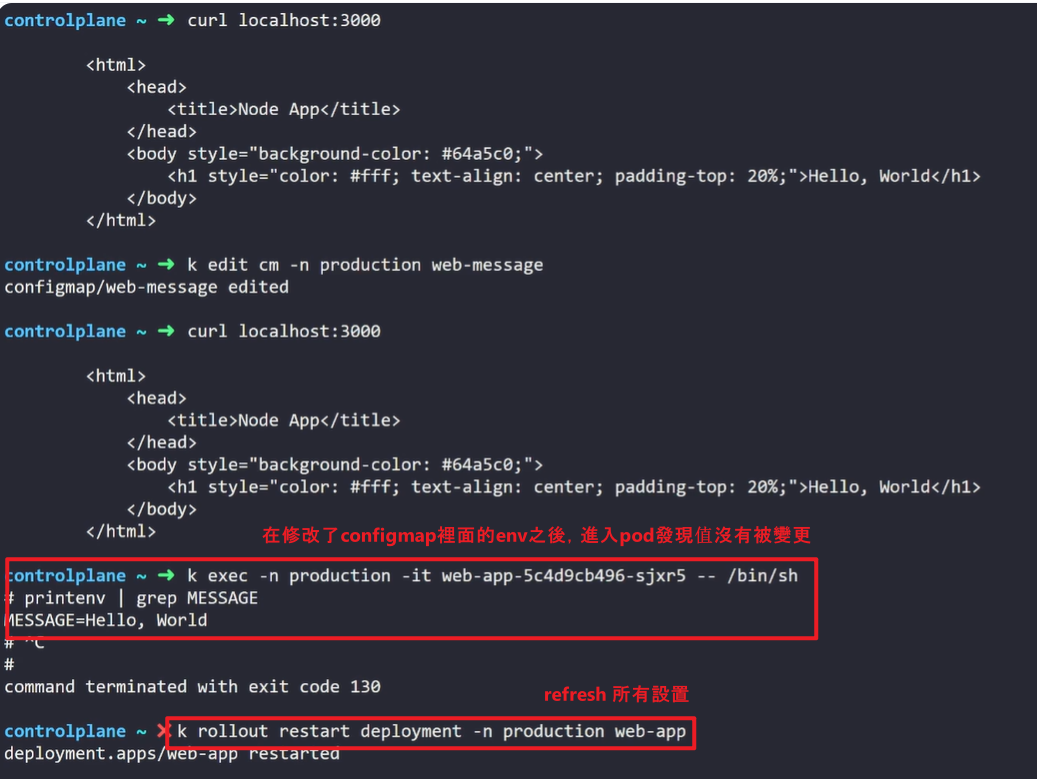 controlplane ~ ➜ curl localhost:3000
<html>
<head>
<title>Node App</title>
</head>
<body style="background-color: #64a5c0;">
<h1 style="color: #fff; text-align: center; padding-top: 20%;">Hello, World</h1>
</body>
</html>
controlplane ~ ➜ k edit cm -n production web-message
configmap/web-message edited
controlplane ~ ➜ curl localhost:3000
<html>
<head>
<title>Node App</title>
</head>
<body style="background-color: #64a5c0;">
<h1 style="color: #fff; text-align: center; padding-top: 20%;">Hello, World</h1>
</body>
</html>
在修改了configmap裡面的env之後, 進入pod發現值沒有被變更
controlplane ~ ➜ k exec -n production -it web-app-5c4d9cb496-sjxr5 -- /bin/sh
# printenv | grep MESSAGE
MESSAGE=Hello, World
# ^C
#
command terminated with exit code 130
refresh 所有設置
controlplane ~ ✖ k rollout restart deployment -n production web-app
deployment.apps/web-app restarted